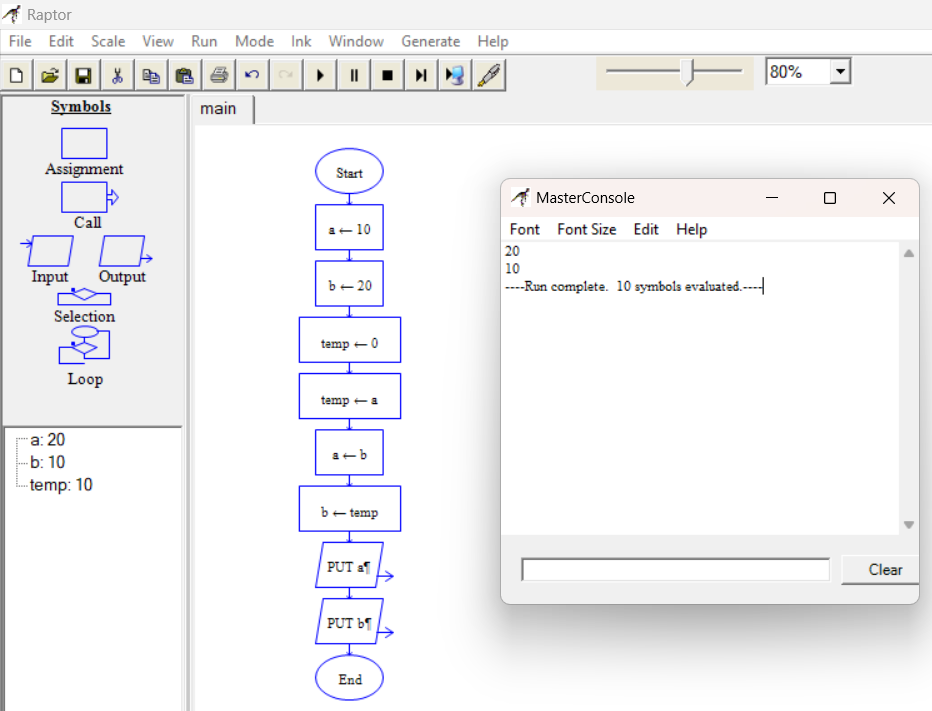 Raptor
File Edit Scale View Run Mode Ink Window Generate Help
80%
Symbols
Assignment
Call
Input Output
Selection
Loop
a: 20
b: 10
temp: 10
main
Start
a ← 10
b ← 20
temp ← 0
temp ← a
a ← b
b ← temp
PUT a¶
PUT b¶
End
MasterConsole
Font Font Size Edit Help
20
10
----Run complete.  10 symbols evaluated.----
Clear